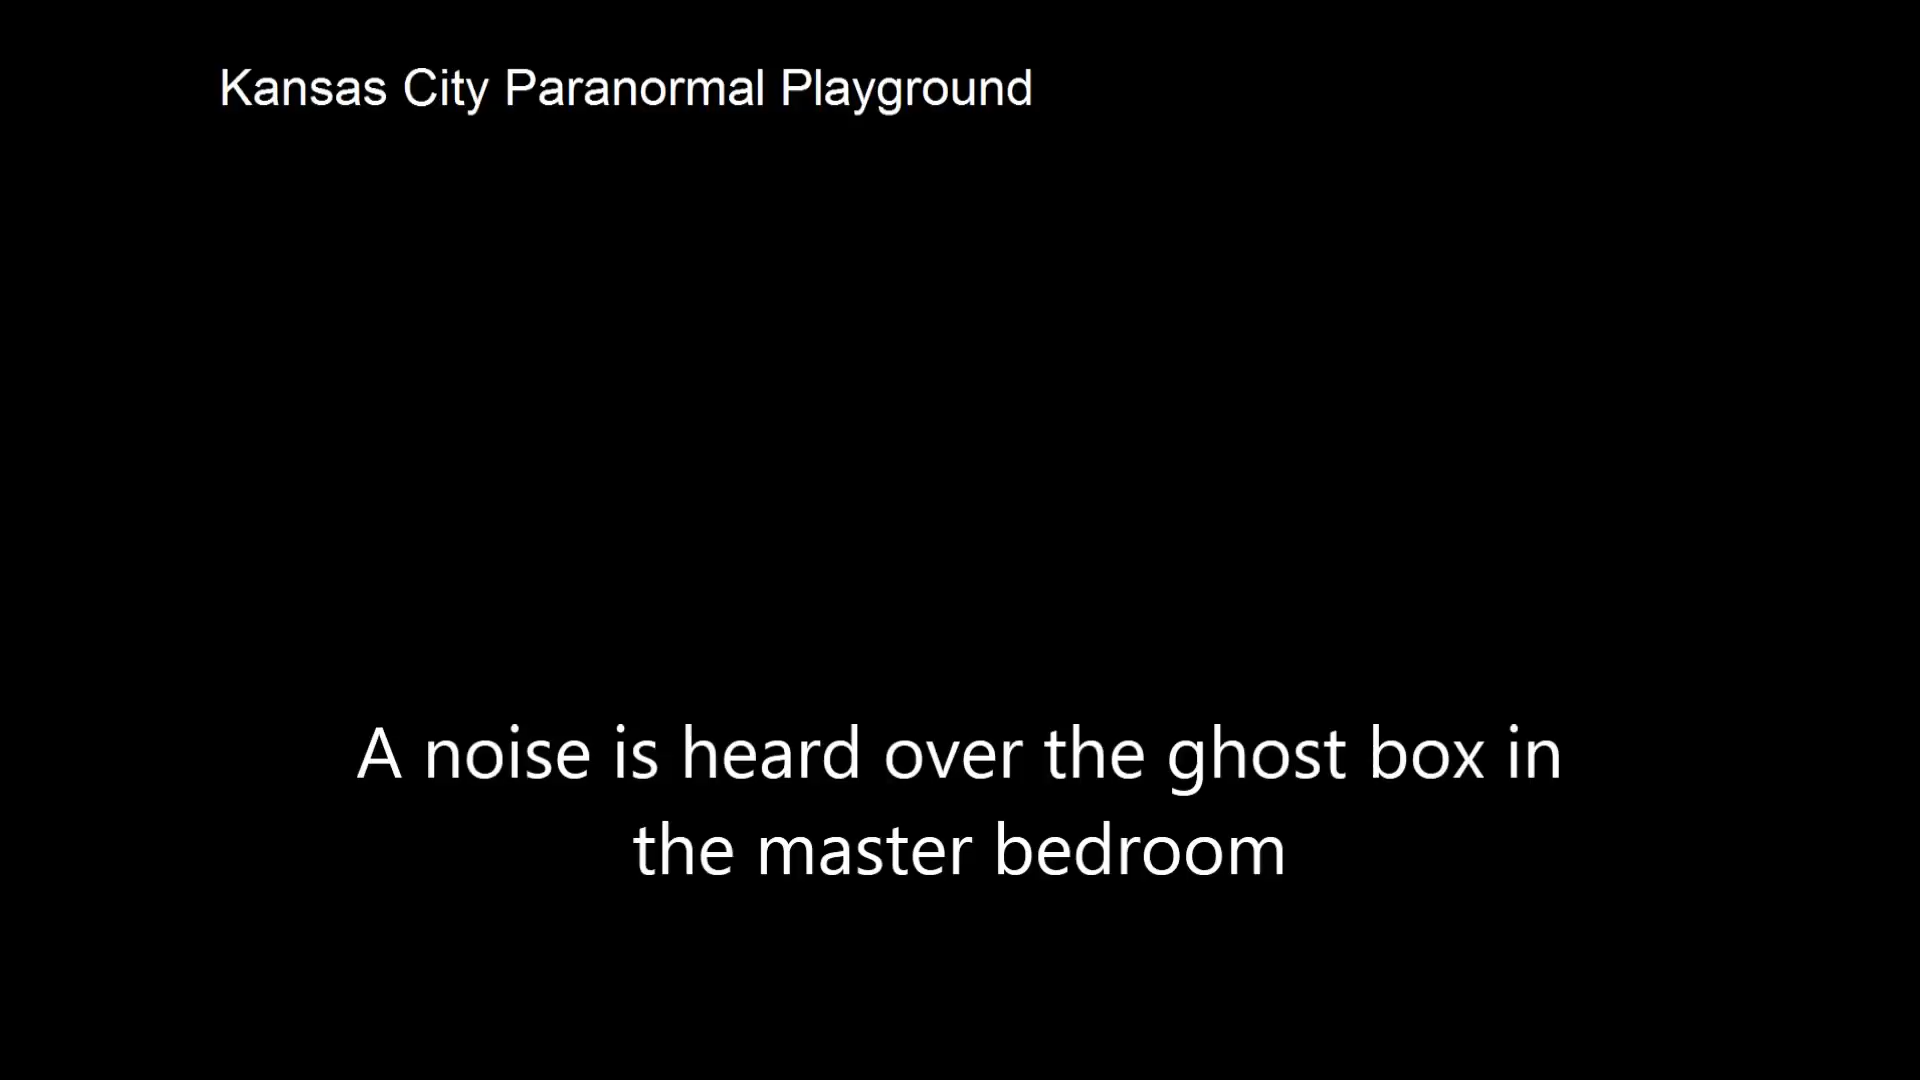 Kansas City Paranormal Playground
A noise is heard over the ghost box in
the master bedroom